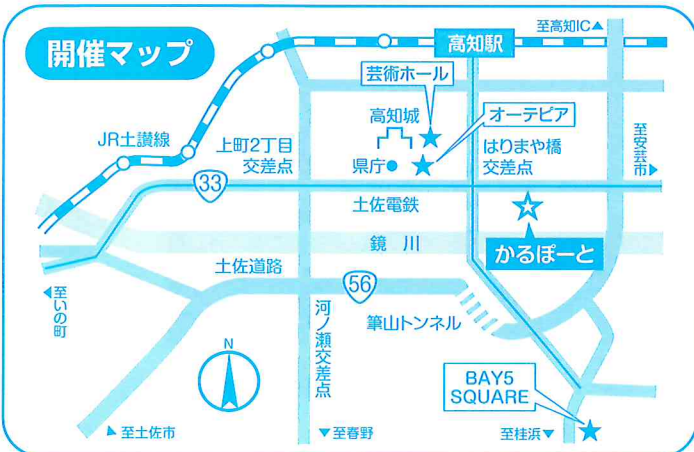 開催マップ
至高知IC▲
高知駅
芸術ホール
高知城
オーテピア
JR土讃線
上町2丁目
交差点
県庁●
はりまや橋
交差点
至安芸市▶
33
土佐電鉄
かるぽーと
鏡川
土佐道路
56
◀至いの町
筆山トンネル
河ノ瀬交差点
N
BAY5
SQUARE
▲至土佐市
▼至春野
至桂浜▼